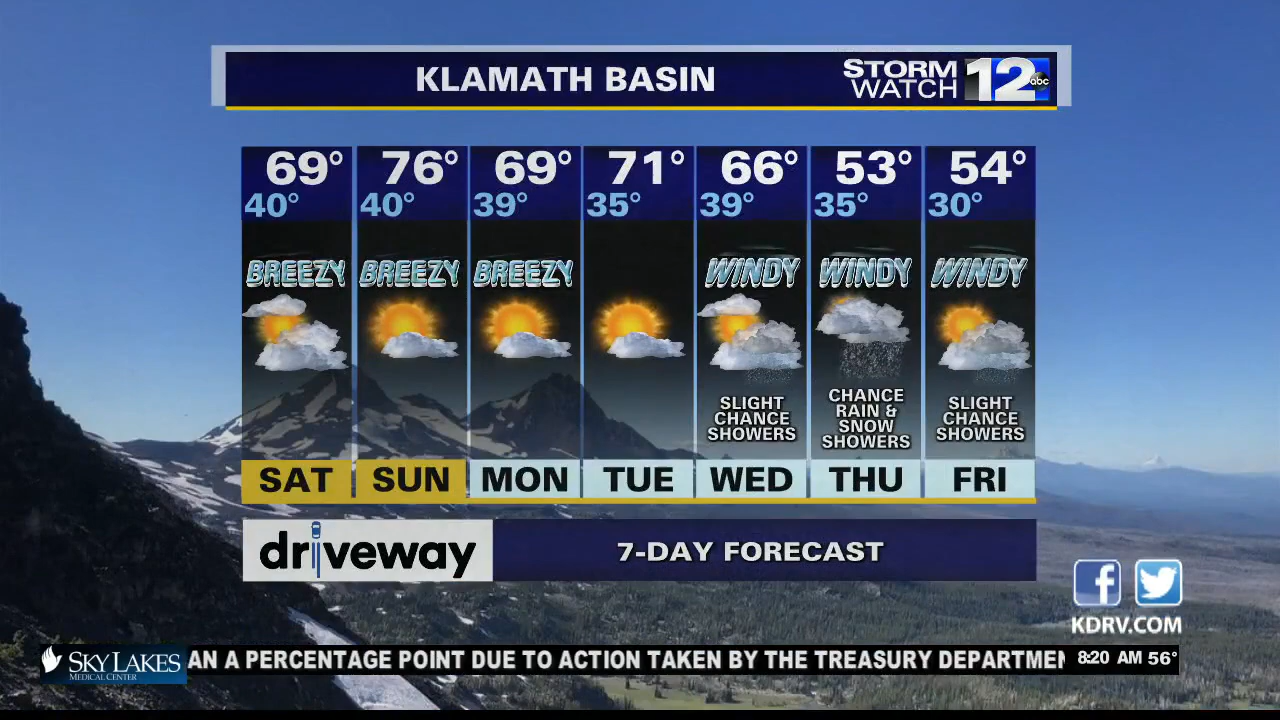 KLAMATH BASIN
STORM
WATCH
12
abc
69° 76° 69° 71° 66° 53° 54°
40° 40° 39° 35° 39° 35° 30°
BREEZY BREEZY BREEZY WINDY WINDY WINDY
SLIGHT
CHANCE
SHOWERS
CHANCE
RAIN &
SNOW
SHOWERS
SLIGHT
CHANCE
SHOWERS
SAT SUN MON TUE WED THU FRI
driveway
7-DAY FORECAST
f
KDRV.COM
SKY LAKES
MEDICAL CENTER
AN A PERCENTAGE POINT DUE TO ACTION TAKEN BY THE TREASURY DEPARTMEN
8:20 AM 56°